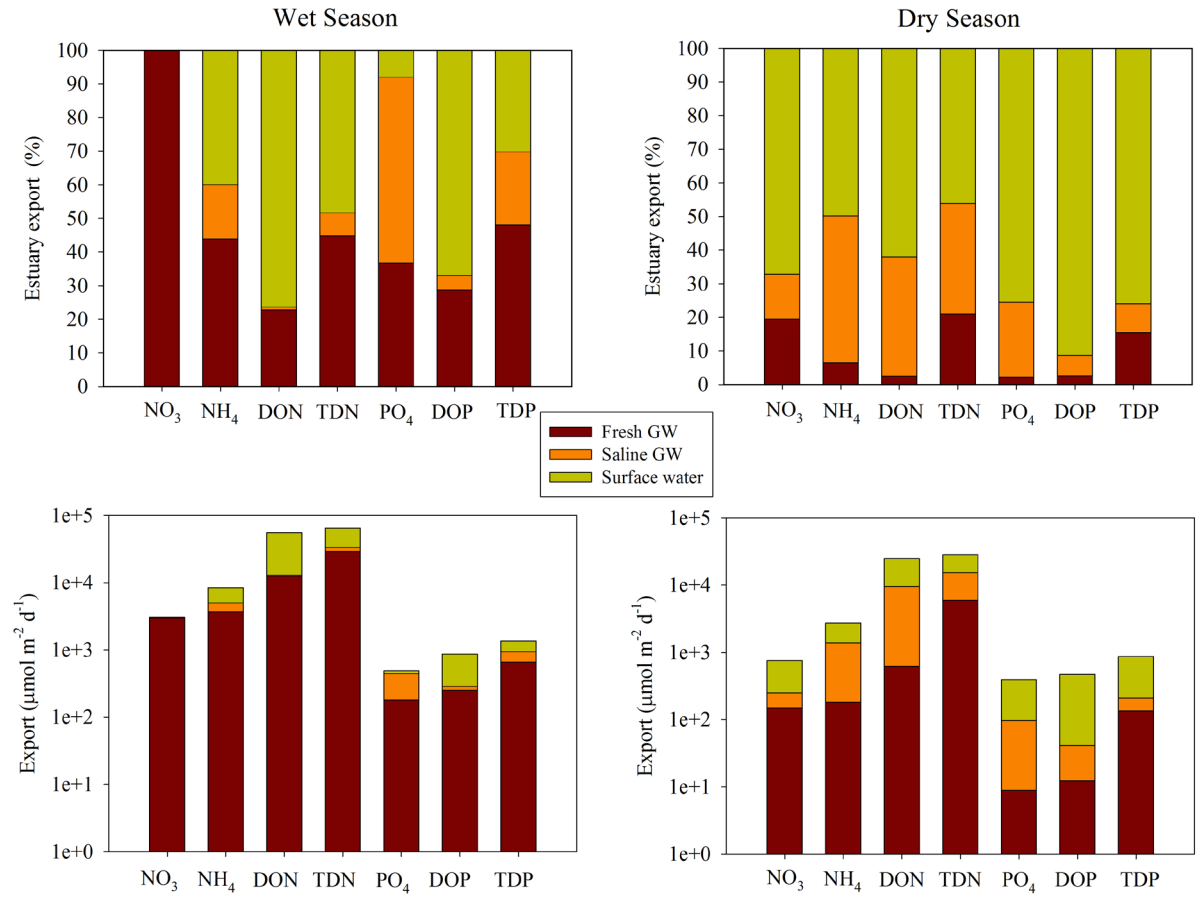 Wet Season
Dry Season
Estuary export (%)
100
90
80
70
60
50
40
30
20
10
0
NO3 NH4 DON TDN PO4 DOP TDP
Estuary export (%)
100
90
80
70
60
50
40
30
20
10
0
NO3 NH4 DON TDN PO4 DOP TDP
Fresh GW
Saline GW
Surface water
Export (μmol m-2 d-1)
1e+5
1e+4
1e+3
1e+2
1e+1
1e+0
NO3 NH4 DON TDN PO4 DOP TDP
Export (μmol m-2 d-1)
1e+5
1e+4
1e+3
1e+2
1e+1
1e+0
NO3 NH4 DON TDN PO4 DOP TDP